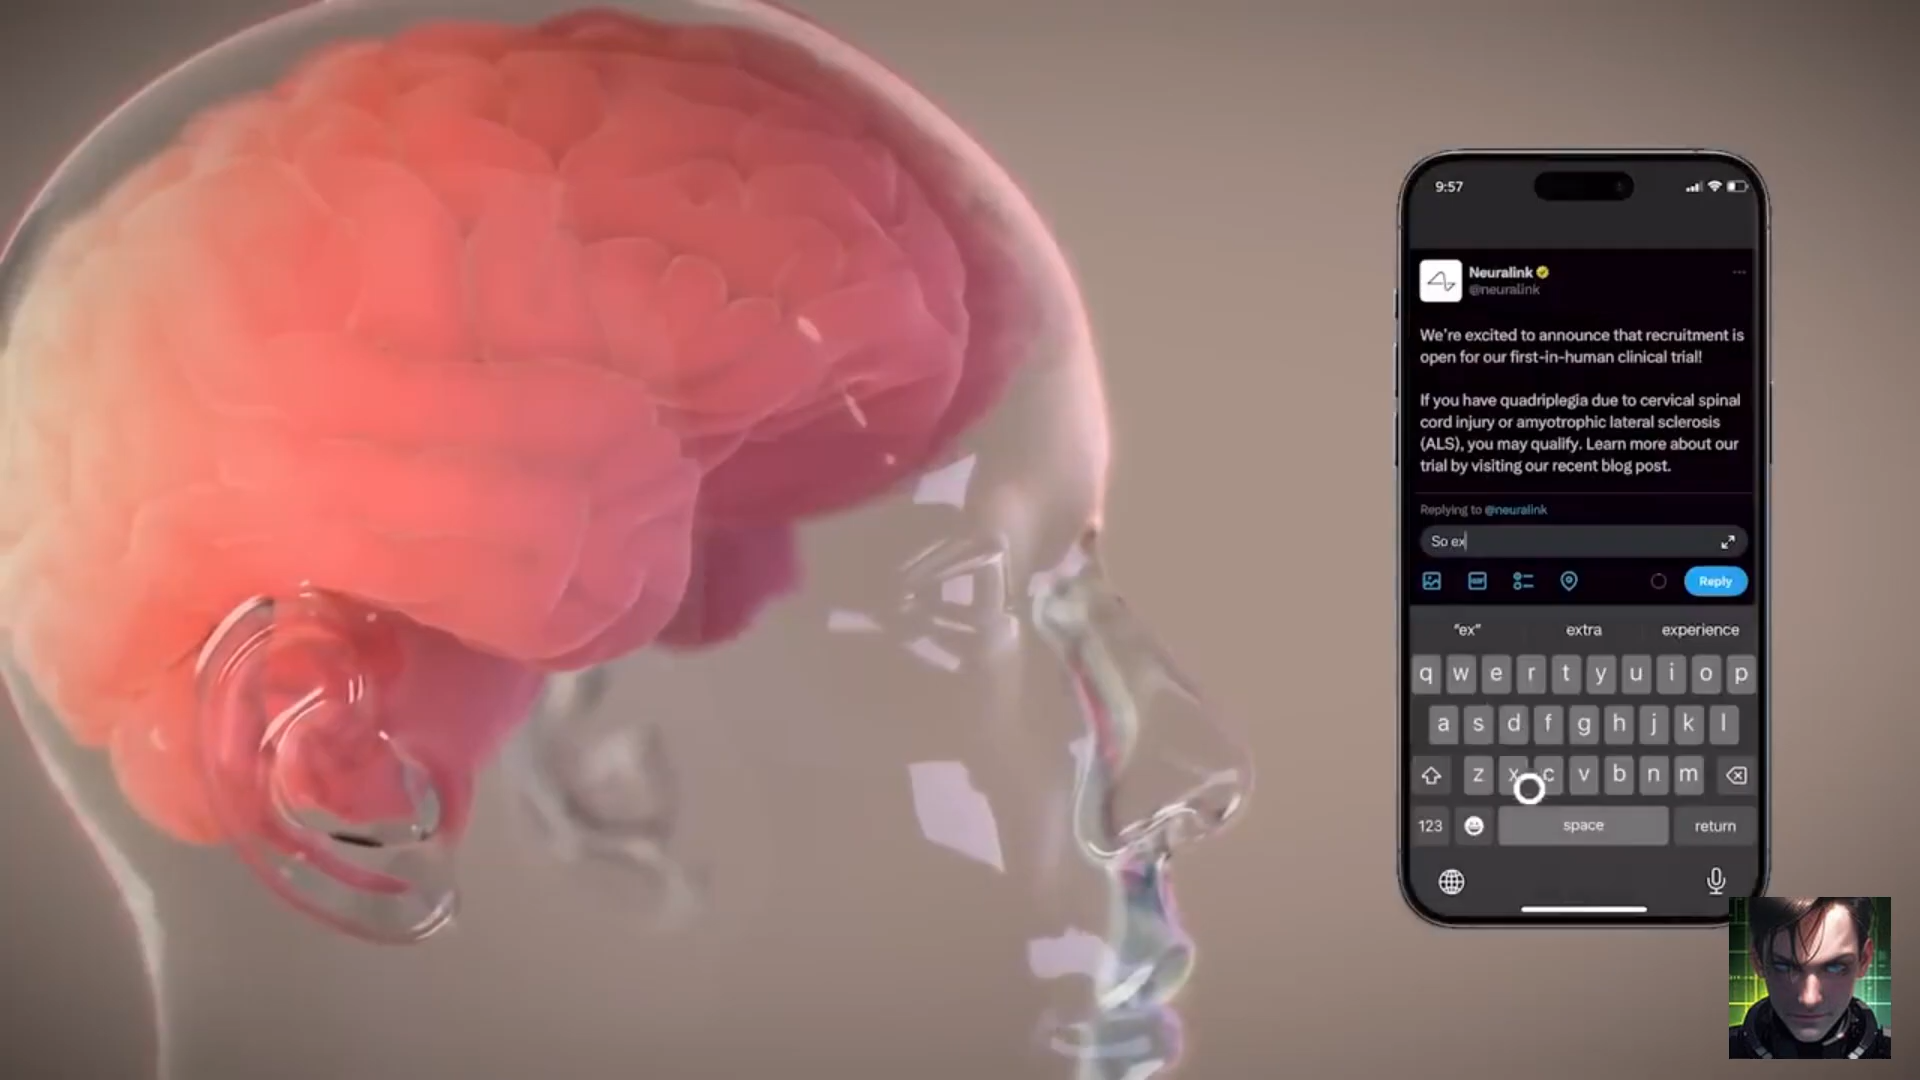 9:57
Neuralink
@neuralink
We're excited to announce that recruitment is
open for our first-in-human clinical trial!
If you have quadriplegia due to cervical spinal
cord injury or amyotrophic lateral sclerosis
(ALS), you may qualify. Learn more about our
trial by visiting our recent blog post.
Replying to @neuralink
So ex
GIF
Reply
"ex" extra experience
q w e r t y u i o p
a s d f g h j k l
z x c v b n m
123 space return